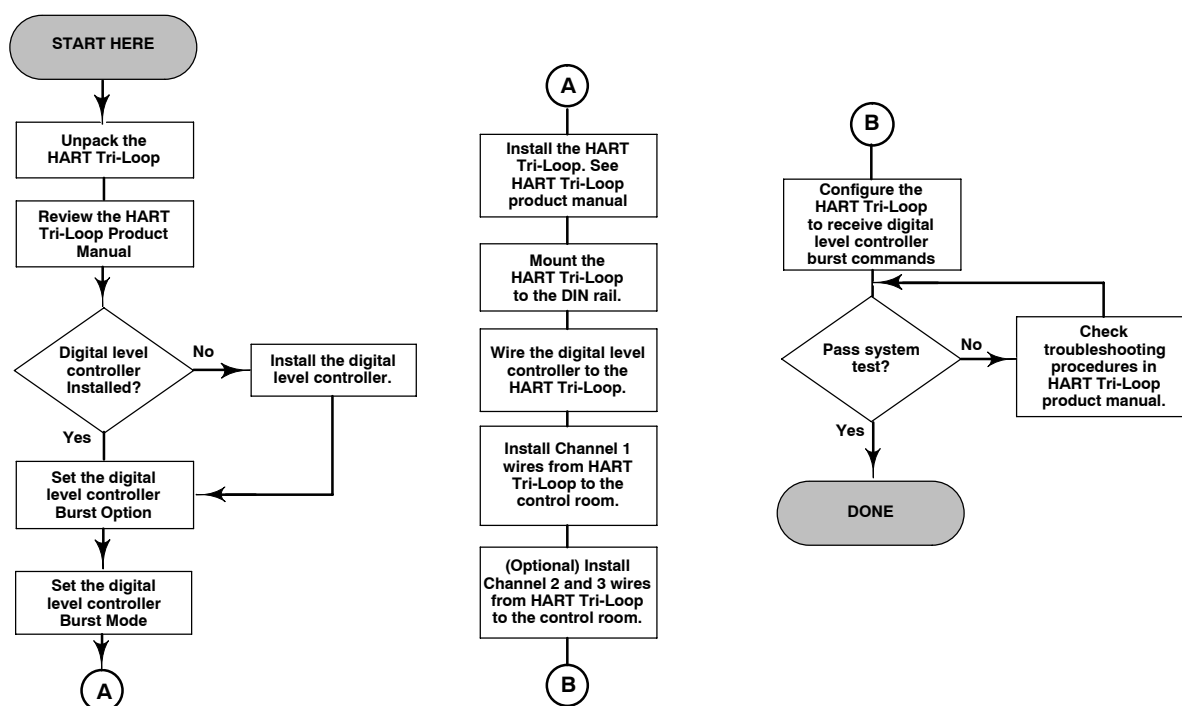 START HERE
Unpack the
HART Tri-Loop
Review the HART
Tri-Loop Product
Manual
Digital level
controller
Installed?
No
Install the digital
level controller.
Yes
Set the digital
level controller
Burst Option
Set the digital
level controller
Burst Mode
A
A
Install the HART
Tri-Loop. See
HART Tri-Loop
product manual
Mount the
HART Tri-Loop
to the DIN rail.
Wire the digital level
controller to the
HART Tri-Loop.
Install Channel 1
wires from HART
Tri-Loop to the
control room.
(Optional) Install
Channel 2 and 3 wires
from HART Tri-Loop
to the control room.
B
B
Configure the
HART Tri-Loop
to receive digital
level controller
burst commands
Pass system
test?
No
Check
troubleshooting
procedures in
HART Tri-Loop
product manual.
Yes
DONE